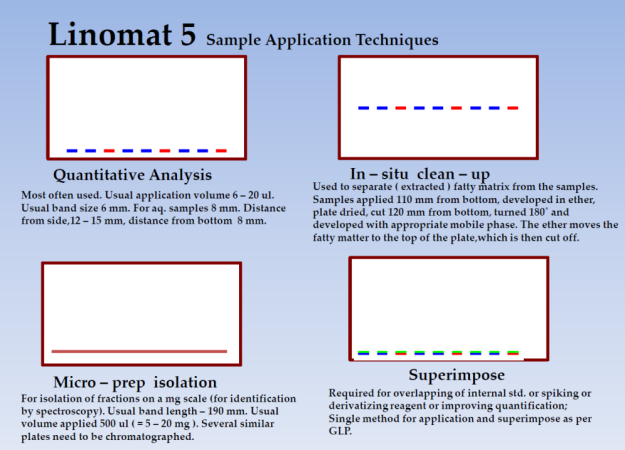 Linomat 5 Sample Application Techniques
Quantitative Analysis
Most often used. Usual application volume 6 – 20 ul.
Usual band size 6 mm. For aq. samples 8 mm. Distance
from side,12 – 15 mm, distance from bottom 8 mm.
In – situ clean – up
Used to separate ( extracted ) fatty matrix from the samples.
Samples applied 110 mm from bottom, developed in ether,
plate dried, cut 120 mm from bottom, turned 180˚ and
developed with appropriate mobile phase. The ether moves the
fatty matter to the top of the plate,which is then cut off.
Micro – prep isolation
For isolation of fractions on a mg scale (for identification
by spectroscopy). Usual band length – 190 mm. Usual
volume applied 500 ul ( = 5 – 20 mg ). Several similar
plates need to be chromatographed.
Superimpose
Required for overlapping of internal std. or spiking or
derivatizing reagent or improving quantification;
Single method for application and superimpose as per
GLP.